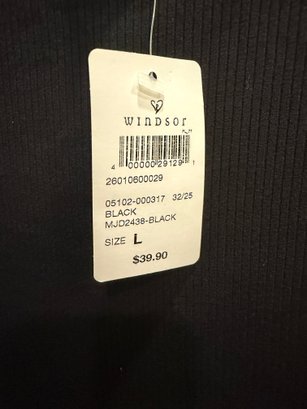 WINDSOR
4 00000 29129 1
26010600029
05102-000317 32/25
BLACK
MJD2438-BLACK
SIZE L
$39.90